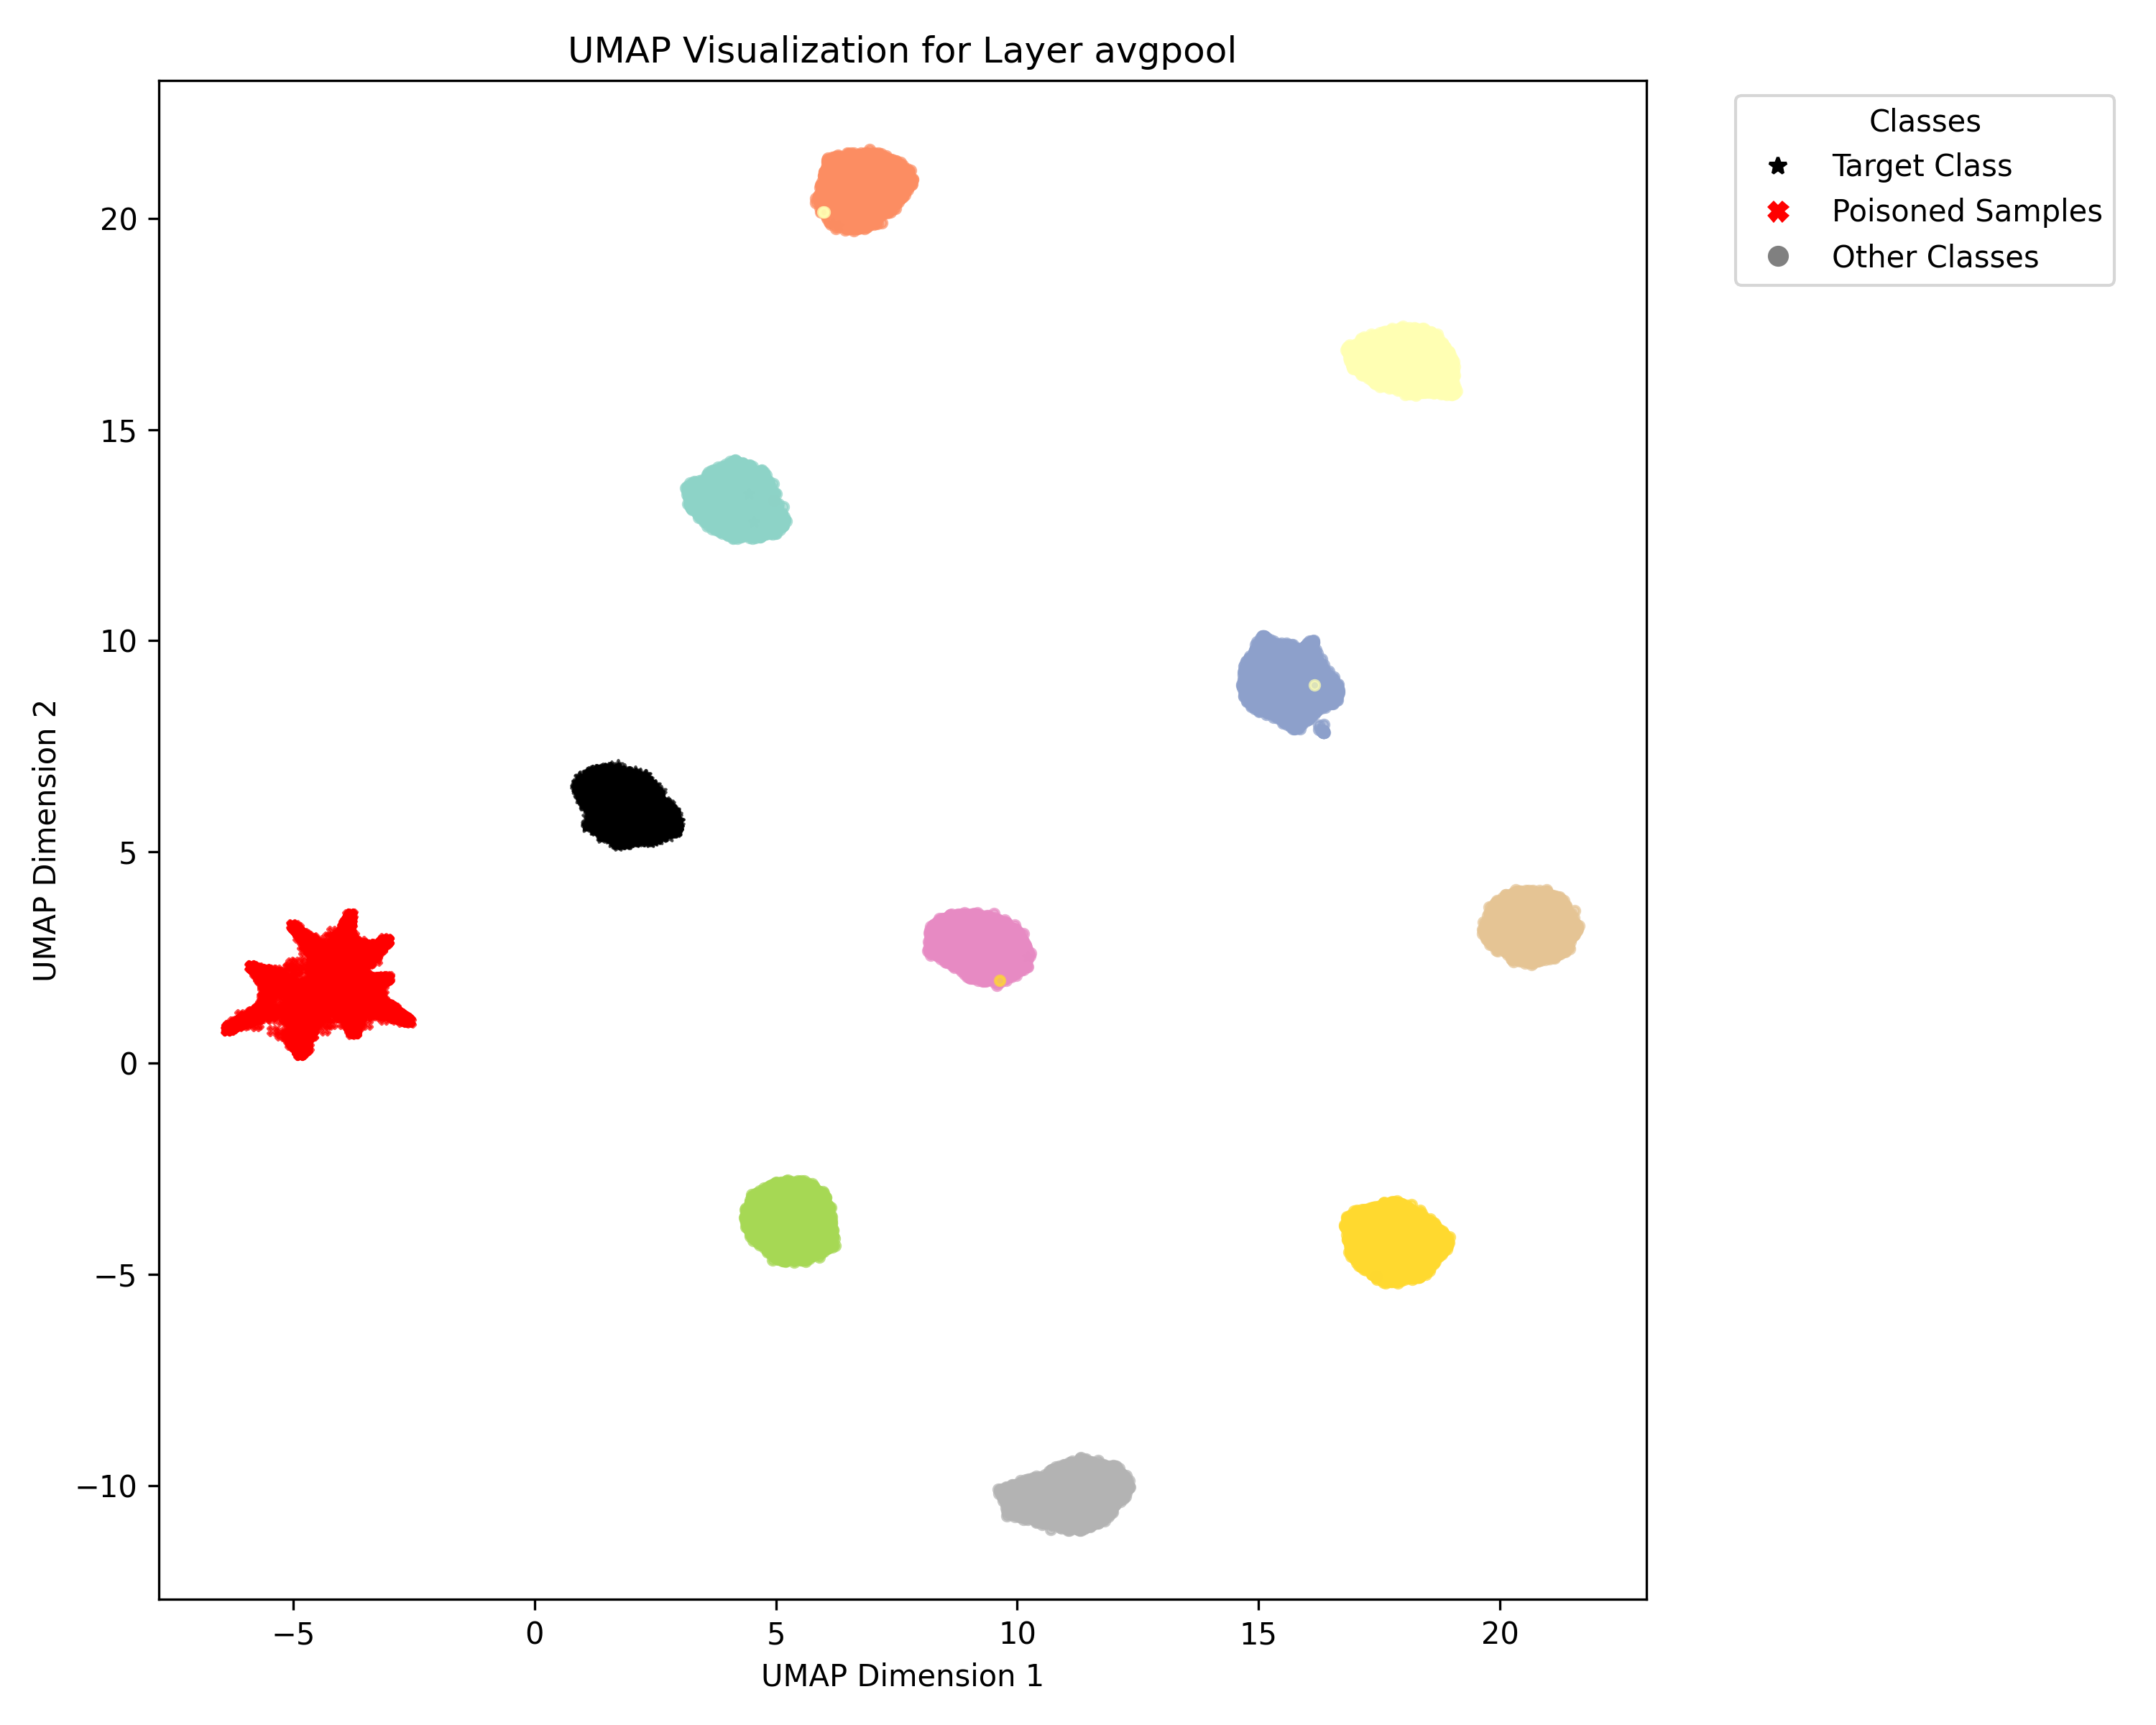 UMAP Visualization for Layer avgpool
Classes
Target Class
Poisoned Samples
Other Classes
20
15
10
5
0
−5
−10
UMAP Dimension 2
−5
0
5
10
15
20
UMAP Dimension 1